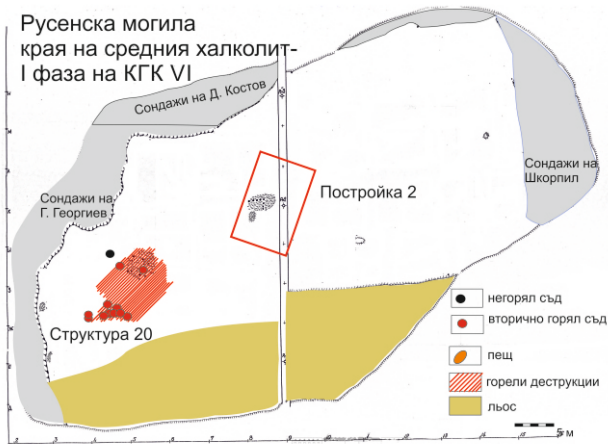 Русенска могила
края на средния халколит-
I фаза на КГК VI
Сондажи на Д. Костов
Сондажи на
Г. Георгиев
Сондажи на
Шкорпил
Постройка 2
Структура 20
негорял съд
вторично горял съд
пещ
горели деструкции
льос
5 м